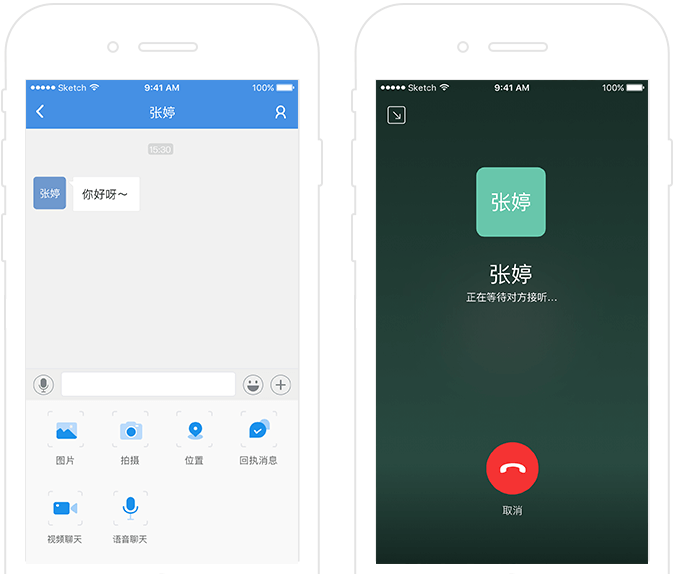 Sketch 9:41 AM 100%
张婷
15:30
张婷 你好呀～
图片 拍摄 位置 回执消息
视频聊天 语音聊天
Sketch 9:41 AM 100%
张婷
张婷
正在等待对方接听...
取消